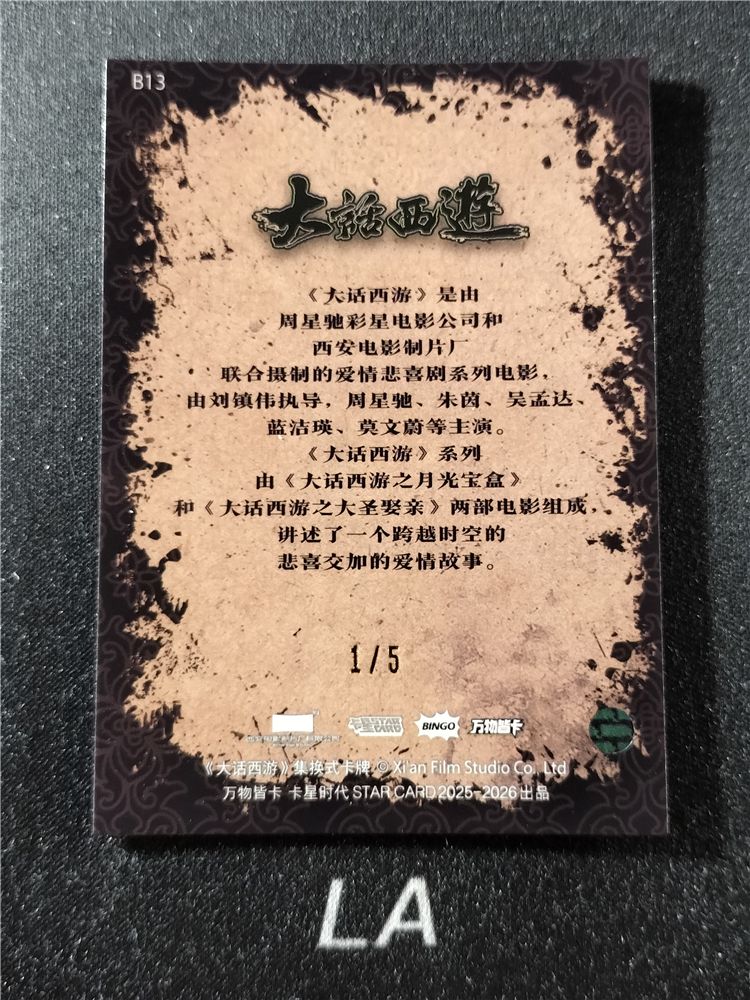 B13
大話西遊
《大话西游》是由
周星驰彩星电影公司和
西安电影制片厂
联合摄制的爱情悲喜剧系列电影，
由刘镇伟执导，周星驰、朱茵、吴孟达、
蓝洁瑛、莫文蔚等主演。
《大话西游》系列
由《大话西游之月光宝盒》
和《大话西游之大圣娶亲》两部电影组成，
讲述了一个跨越时空的
悲喜交加的爱情故事。
1/5
卡星 STAR CARD BINGO 万物皆卡
《大话西游》集换式卡牌 © Xi'an Film Studio Co., Ltd
万物皆卡 卡星时代 STAR CARD 2025-2026 出品
LA